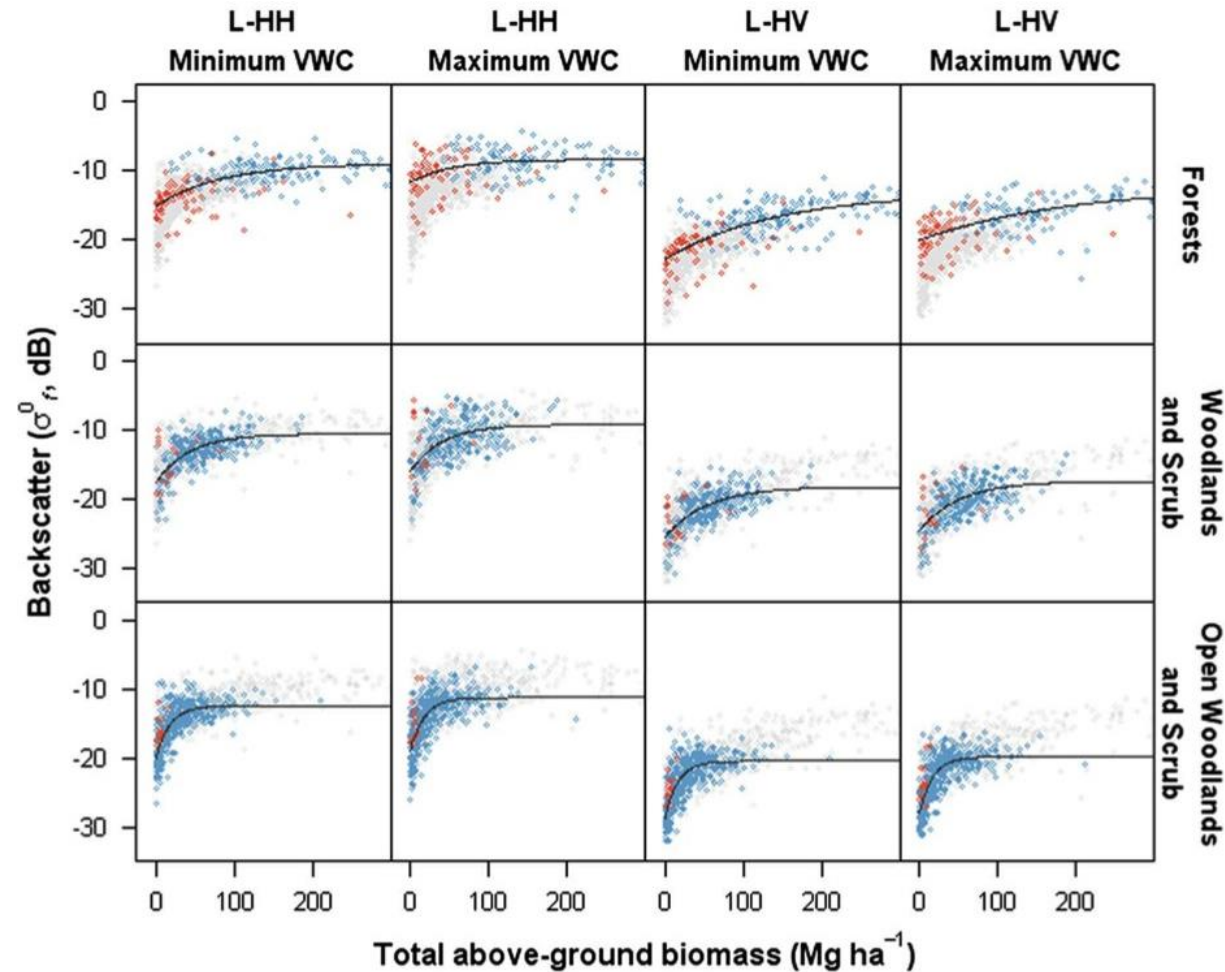 L-HH L-HH L-HV L-HV
Minimum VWC Maximum VWC Minimum VWC Maximum VWC
0
-10
-20
-30
Forests
0
-10
-20
-30
Woodlands
and Scrub
0
-10
-20
-30
Open Woodlands
and Scrub
Backscatter (σ⁰f, dB)
0 100 200 0 100 200 0 100 200 0 100 200
Total above-ground biomass (Mg ha⁻¹)